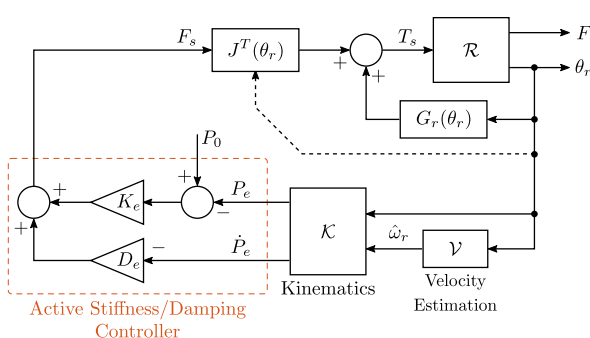 F_s
J^T(θ_r)
+
+
T_s
ℛ
F
θ_r
G_r(θ_r)
P_0
+
+
K_e
+
−
P_e
D_e
−
Ṗ_e
𝒦
ω̂_r
𝒱
Kinematics
Velocity
Estimation
Active Stiffness/Damping
Controller